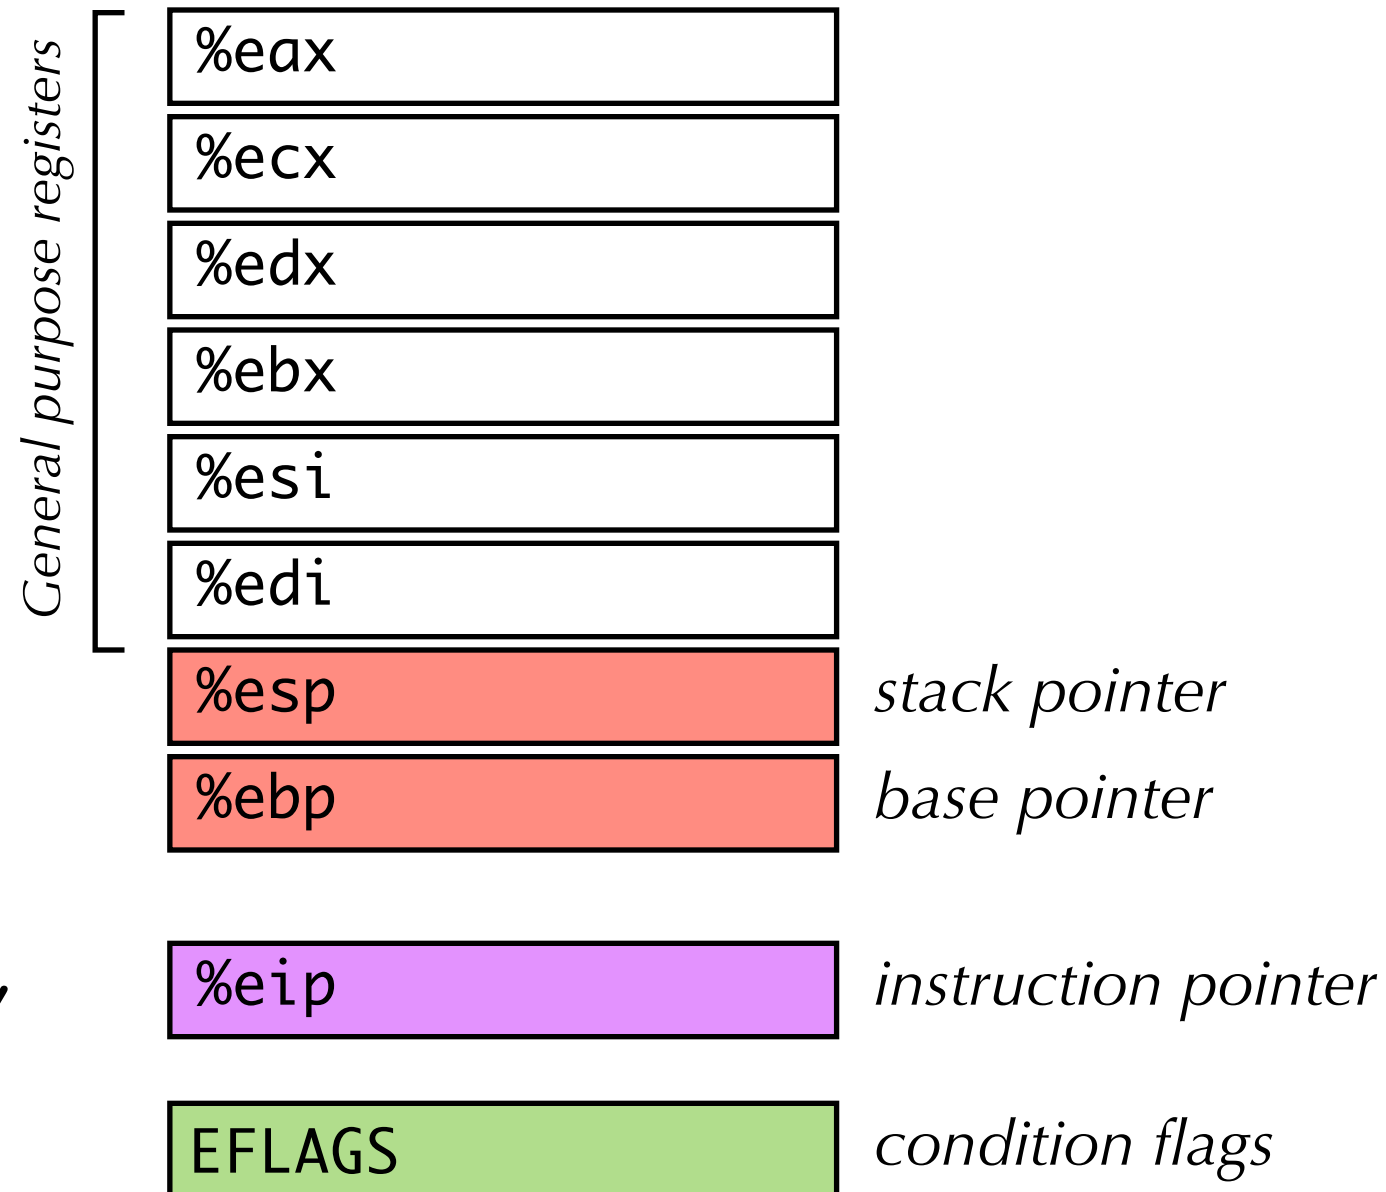 General purpose registers
%eax
%ecx
%edx
%ebx
%esi
%edi
%esp stack pointer
%ebp base pointer
%eip instruction pointer
EFLAGS condition flags